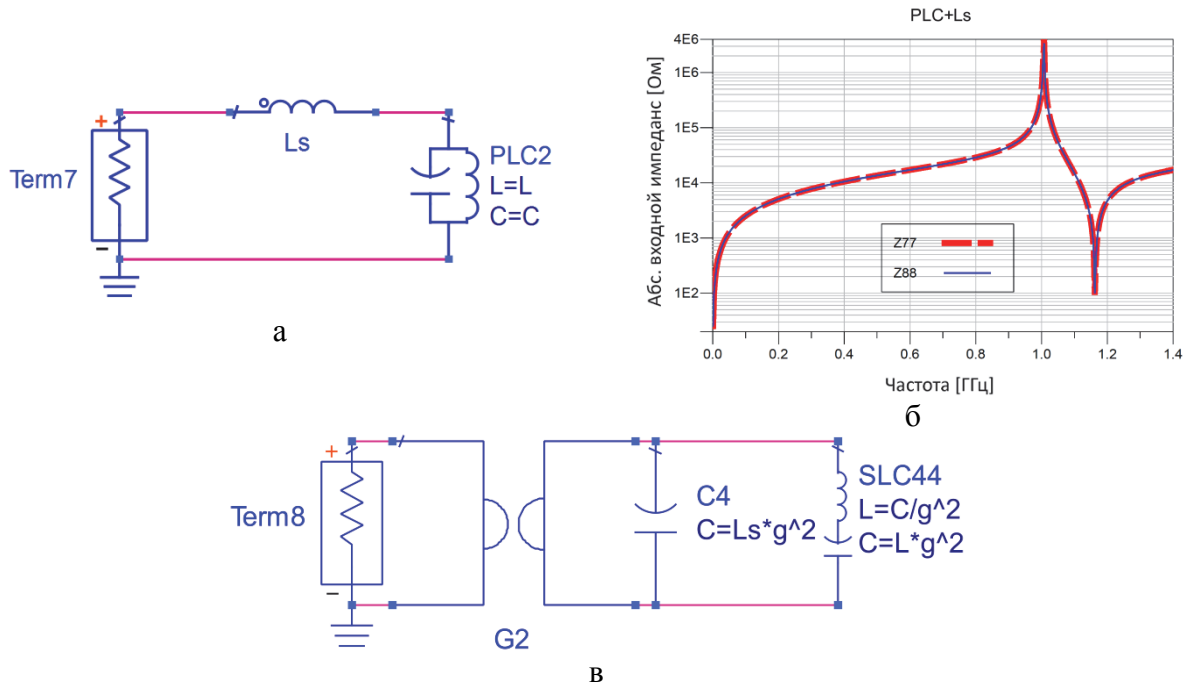 +
Term7
−
Ls
PLC2
L=L
C=C
а
PLC+Ls
Абс. входной импеданс [Ом]
4E6
1E6
1E5
1E4
1E3
1E2
Z77
Z88
0.0 0.2 0.4 0.6 0.8 1.0 1.2 1.4
Частота [ГГц]
б
+
Term8
−
G2
C4
C=Ls*g^2
SLC44
L=C/g^2
C=L*g^2
в